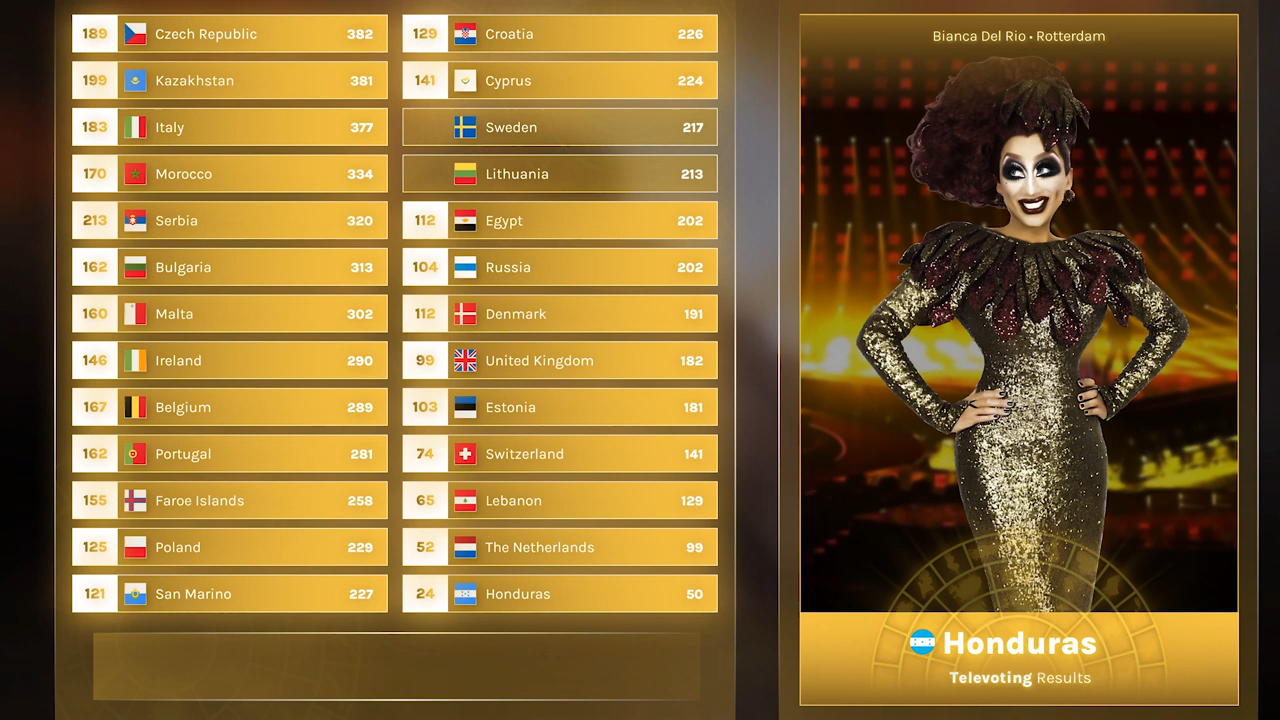 189 Czech Republic 382
199 Kazakhstan 381
183 Italy 377
170 Morocco 334
213 Serbia 320
162 Bulgaria 313
160 Malta 302
146 Ireland 290
167 Belgium 289
162 Portugal 281
155 Faroe Islands 258
125 Poland 229
121 San Marino 227
129 Croatia 226
141 Cyprus 224
Sweden 217
Lithuania 213
112 Egypt 202
104 Russia 202
112 Denmark 191
99 United Kingdom 182
103 Estonia 181
74 Switzerland 141
65 Lebanon 129
52 The Netherlands 99
24 Honduras 50
Bianca Del Rio • Rotterdam
Honduras
Televoting Results